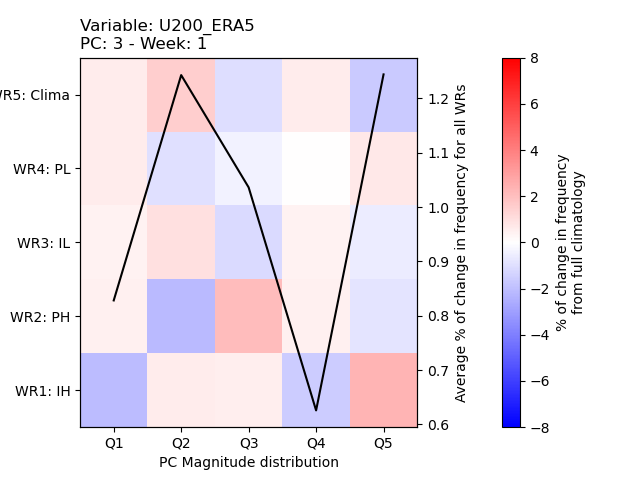 Variable: U200_ERA5
PC: 3 - Week: 1
WR5: Clima
WR4: PL
WR3: IL
WR2: PH
WR1: IH
Q1 Q2 Q3 Q4 Q5
PC Magnitude distribution
1.2
1.1
1.0
0.9
0.8
0.7
0.6
Average % of change in frequency for all WRs
8
6
4
2
0
−2
−4
−6
−8
% of change in frequency
from full climatology